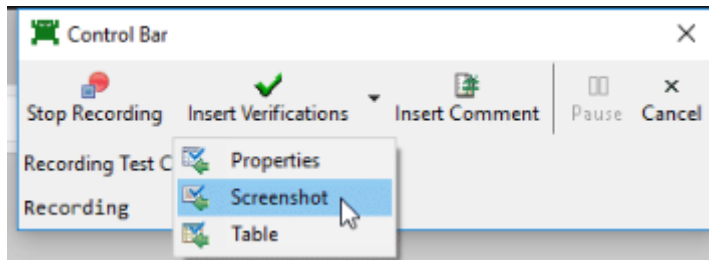 Control Bar
Stop Recording Insert Verifications Insert Comment Pause Cancel
Recording Test C
Properties
Recording
Screenshot
Table